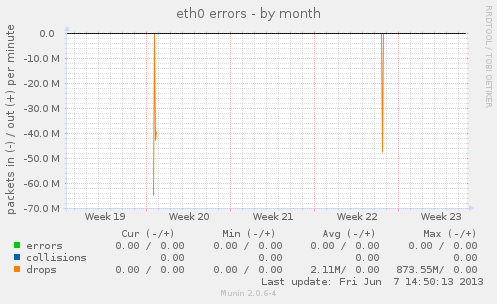 eth0 errors - by month
RRDTOOL / TOBI OETIKER
packets in (-) / out (+) per minute
0.0
-10.0 M
-20.0 M
-30.0 M
-40.0 M
-50.0 M
-60.0 M
-70.0 M
Week 19 Week 20 Week 21 Week 22 Week 23
Cur (-/+) Min (-/+) Avg (-/+) Max (-/+)
errors 0.00 / 0.00 0.00 / 0.00 0.00 / 0.00 0.00 / 0.00
collisions 0.00 0.00 0.00 0.00
drops 0.00 / 0.00 0.00 / 0.00 2.11M/ 0.00 873.55M/ 0.00
Last update: Fri Jun 7 14:50:13 2013
Munin 2.0.6-4